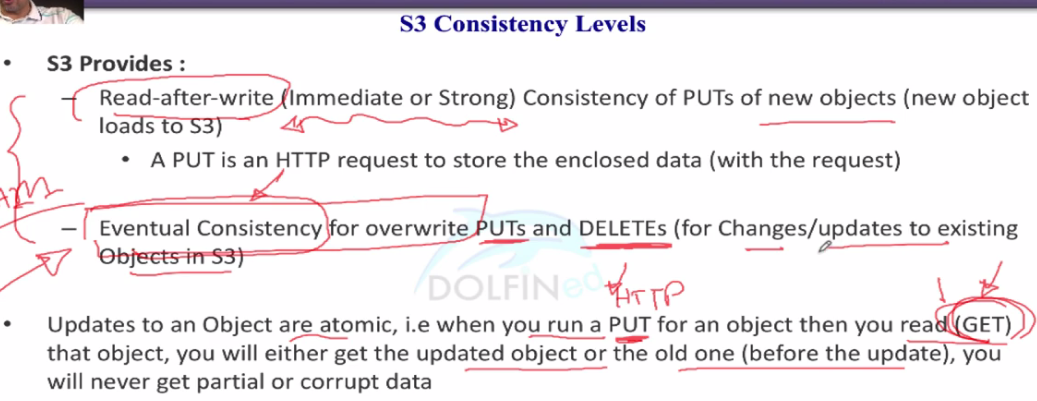 S3 Consistency Levels
• S3 Provides :
– Read-after-write (Immediate or Strong) Consistency of PUTs of new objects (new object
loads to S3)
• A PUT is an HTTP request to store the enclosed data (with the request)
– Eventual Consistency for overwrite PUTs and DELETEs (for Changes/updates to existing
Objects in S3)
DOLFINed
HTTP
• Updates to an Object are atomic, i.e when you run a PUT for an object then you read (GET)
that object, you will either get the updated object or the old one (before the update), you
will never get partial or corrupt data